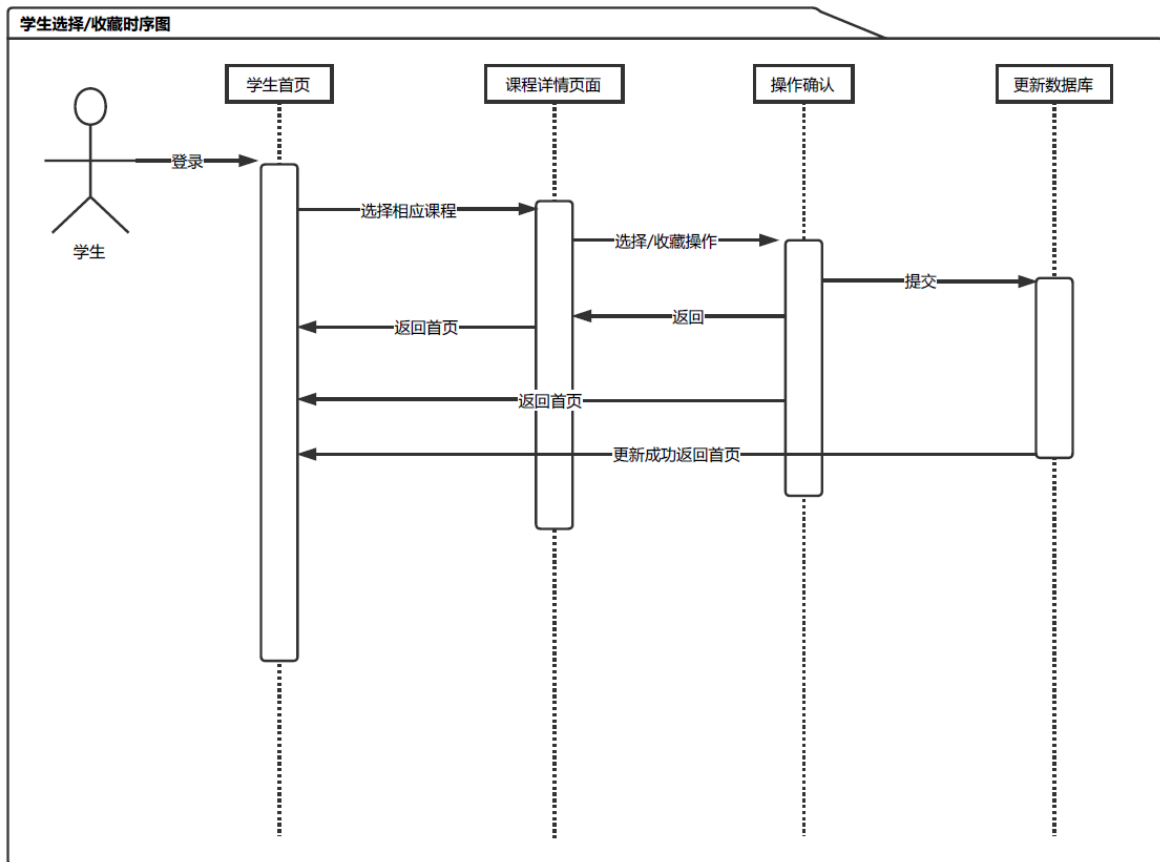 学生选择/收藏时序图
学生首页
课程详情页面
操作确认
更新数据库
登录
选择相应课程
选择/收藏操作
学生
提交
返回
返回首页
返回首页
更新成功返回首页